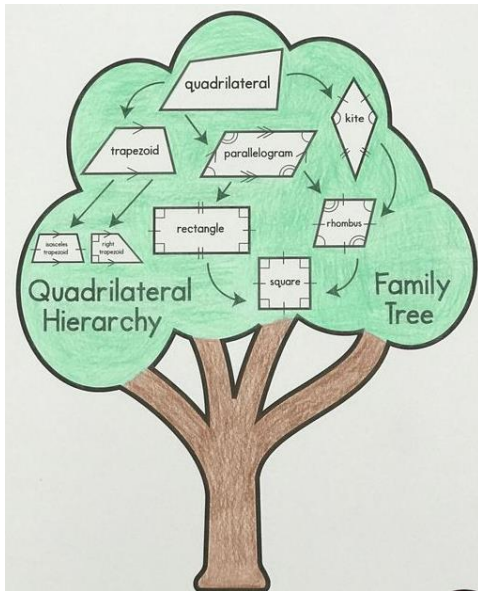 quadrilateral
kite
trapezoid
parallelogram
rectangle
rhombus
isosceles
trapezoid
right
trapezoid
square
Quadrilateral
Hierarchy
Family
Tree